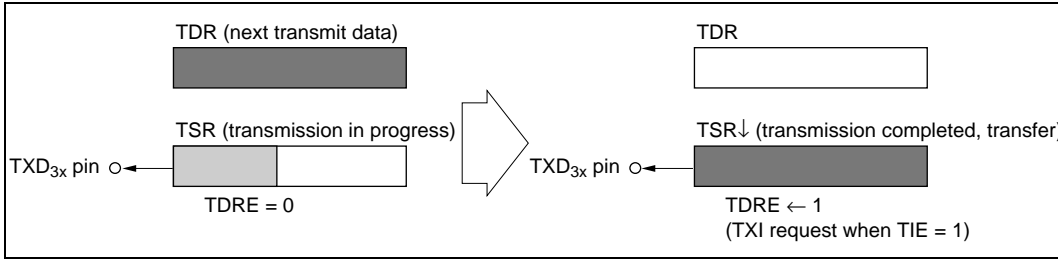 TDR (next transmit data)
TSR (transmission in progress)
TXD3x pin
TDRE = 0
TDR
TSR↓ (transmission completed, transfer)
TXD3x pin
TDRE ← 1
(TXI request when TIE = 1)